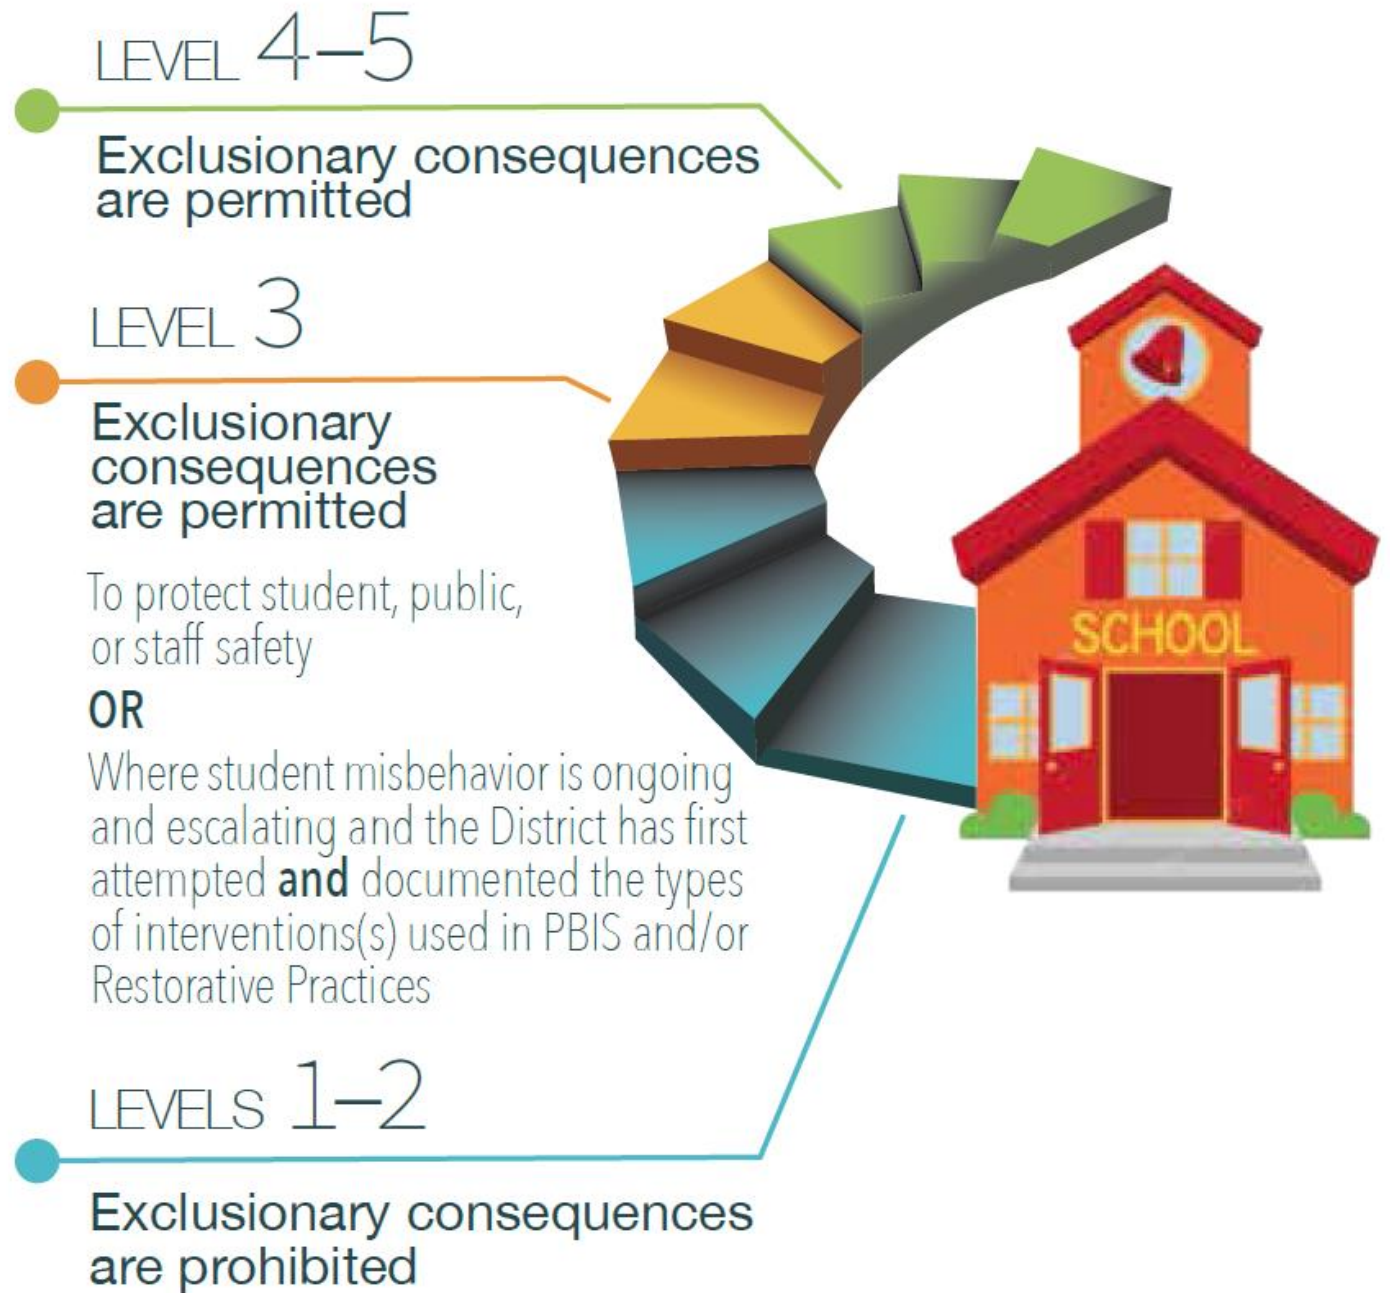 LEVEL 4–5
Exclusionary consequences
are permitted
LEVEL 3
Exclusionary
consequences
are permitted
To protect student, public,
or staff safety
OR
Where student misbehavior is ongoing
and escalating and the District has first
attempted and documented the types
of interventions(s) used in PBIS and/or
Restorative Practices
SCHOOL
LEVELS 1–2
Exclusionary consequences
are prohibited